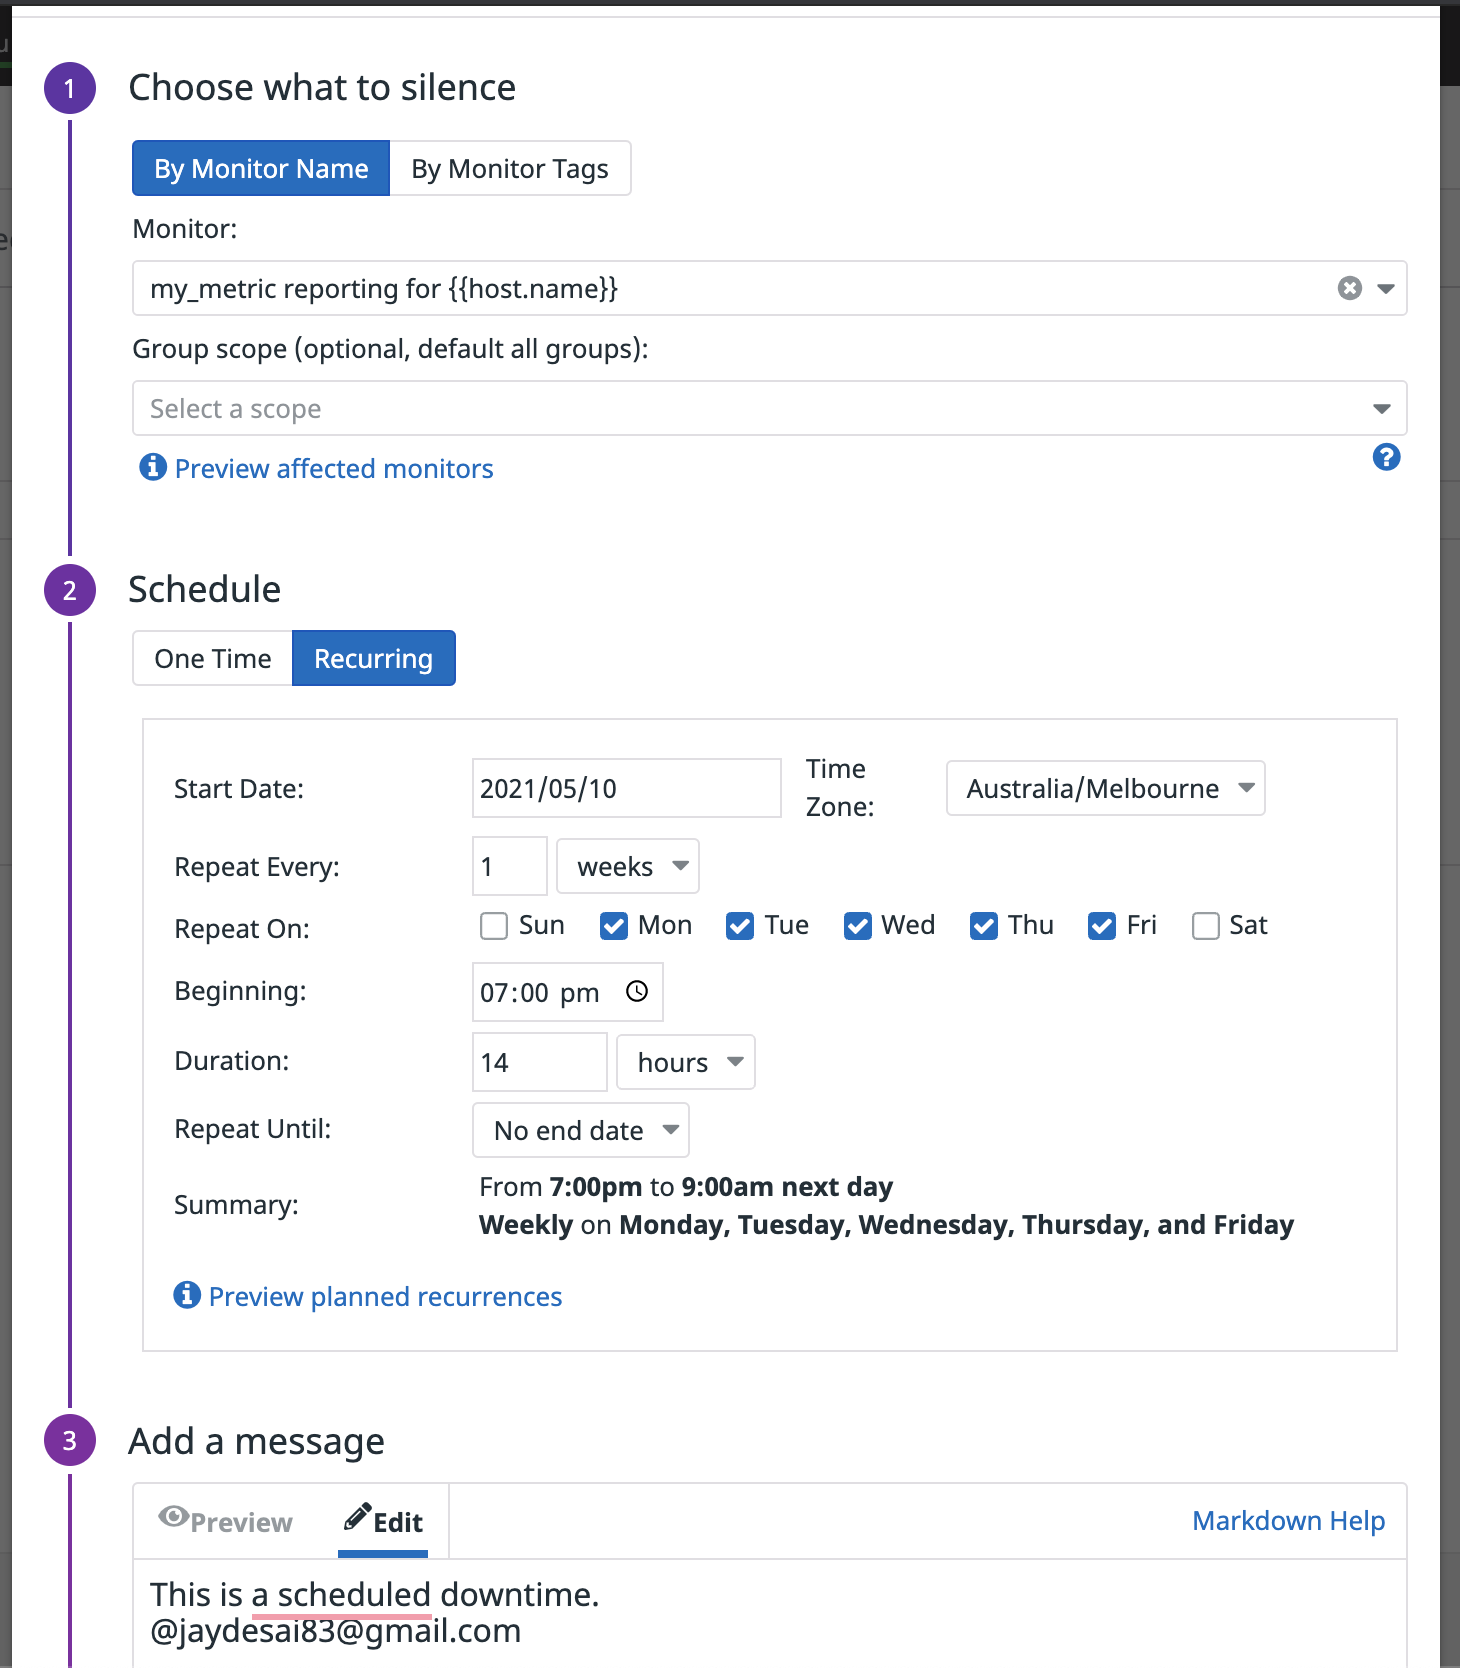 1
Choose what to silence
By Monitor Name
By Monitor Tags
Monitor:
my_metric reporting for {{host.name}}
Group scope (optional, default all groups):
Select a scope
Preview affected monitors
?
2
Schedule
One Time
Recurring
Start Date:
2021/05/10
Time
Zone:
Australia/Melbourne
Repeat Every:
1
weeks
Repeat On:
Sun
Mon
Tue
Wed
Thu
Fri
Sat
Beginning:
07:00 pm
Duration:
14
hours
Repeat Until:
No end date
Summary:
From 7:00pm to 9:00am next day
Weekly on Monday, Tuesday, Wednesday, Thursday, and Friday
Preview planned recurrences
3
Add a message
Preview
Edit
Markdown Help
This is a scheduled downtime.
@jaydesai83@gmail.com